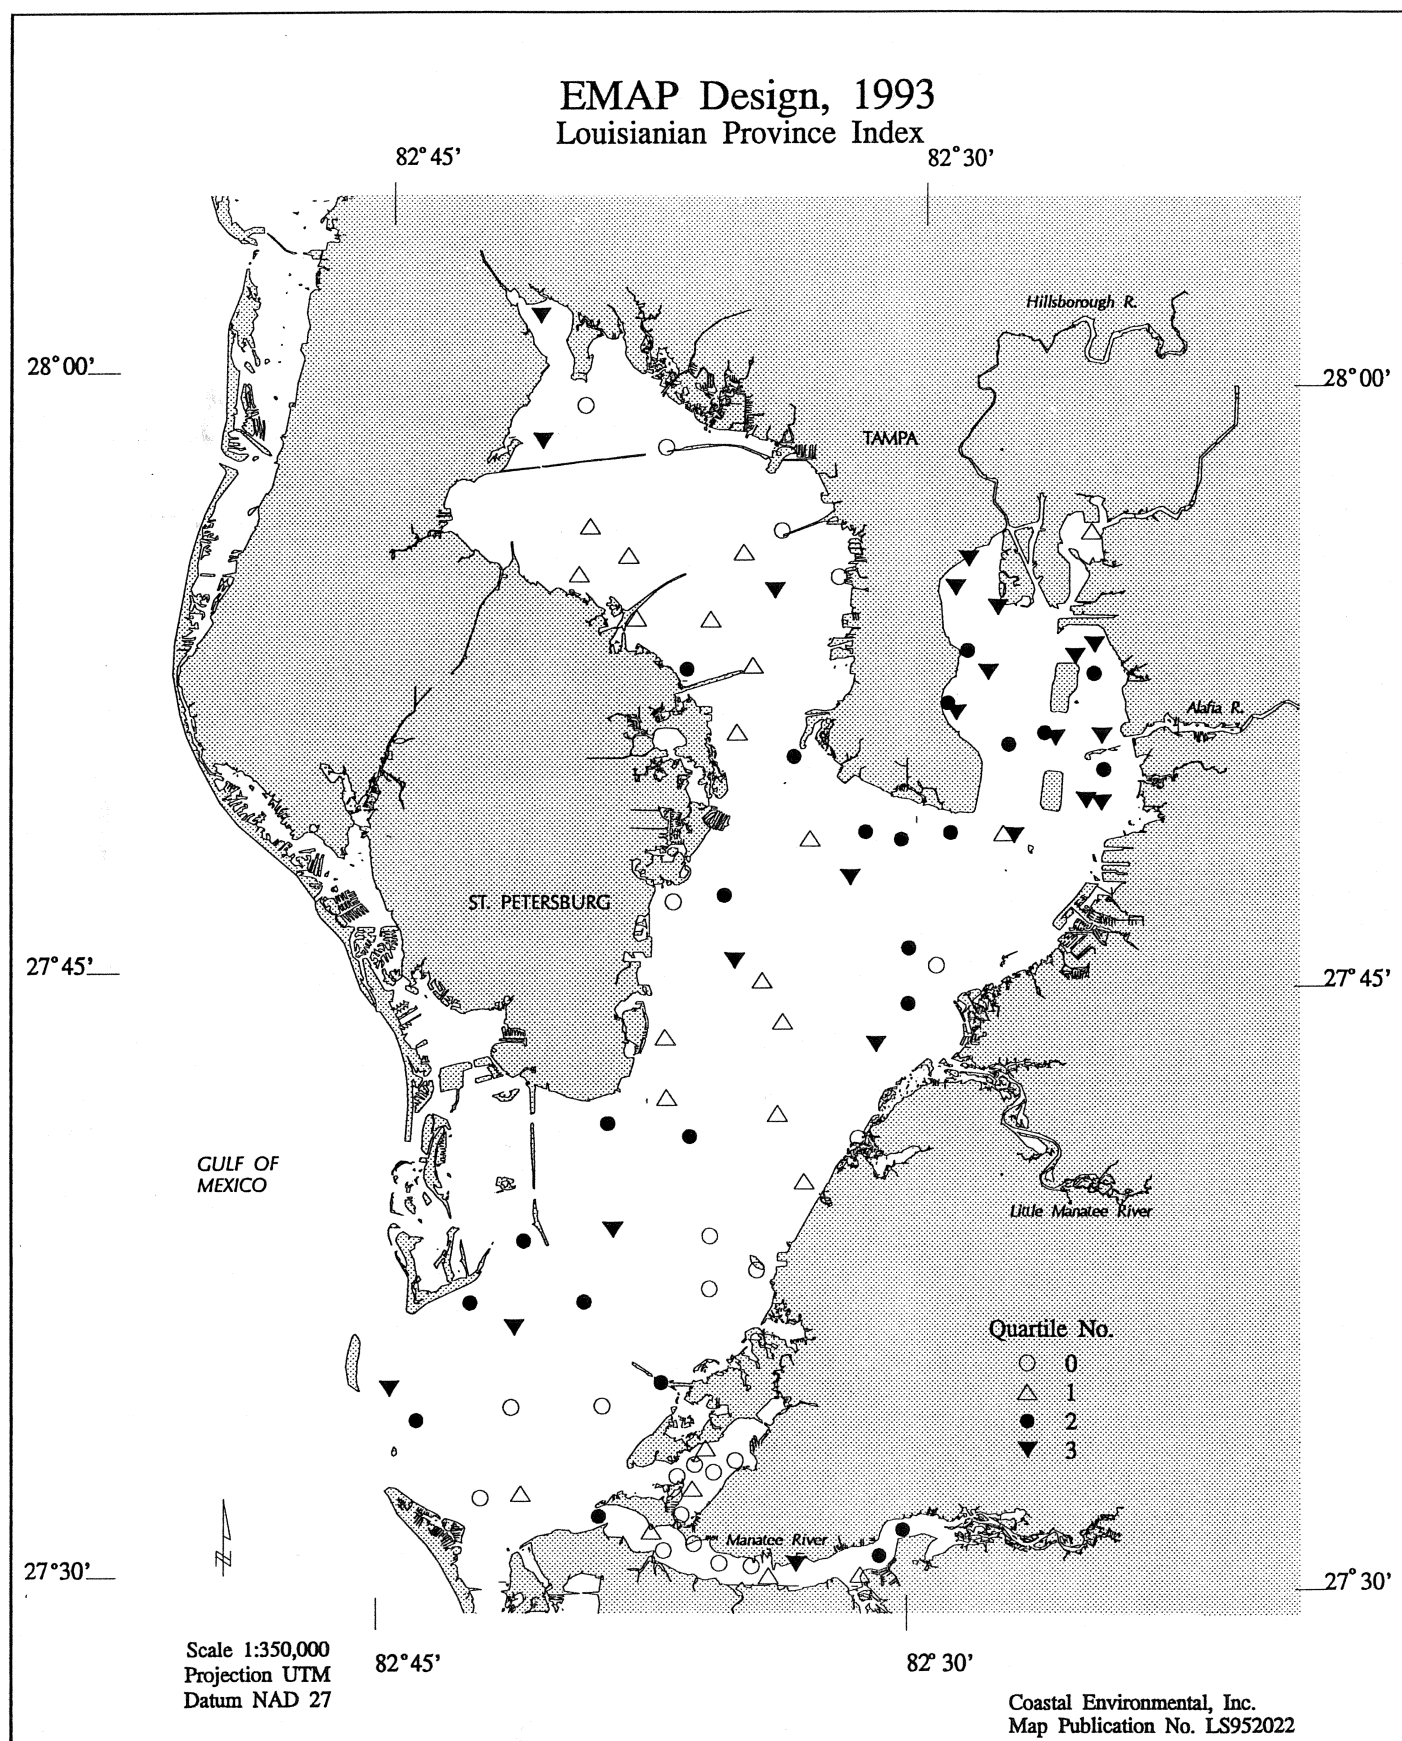 EMAP Design, 1993
Louisianian Province Index
82°45'
82°30'
Hillsborough R.
28°00'
28°00'
TAMPA
Alafia R.
ST. PETERSBURG
27°45'
27°45'
GULF OF
MEXICO
Little Manatee River
Quartile No.
0
1
2
3
Manatee River
27°30'
27°30'
82°45'
82°30'
Scale 1:350,000
Projection UTM
Datum NAD 27
Coastal Environmental, Inc.
Map Publication No. LS952022